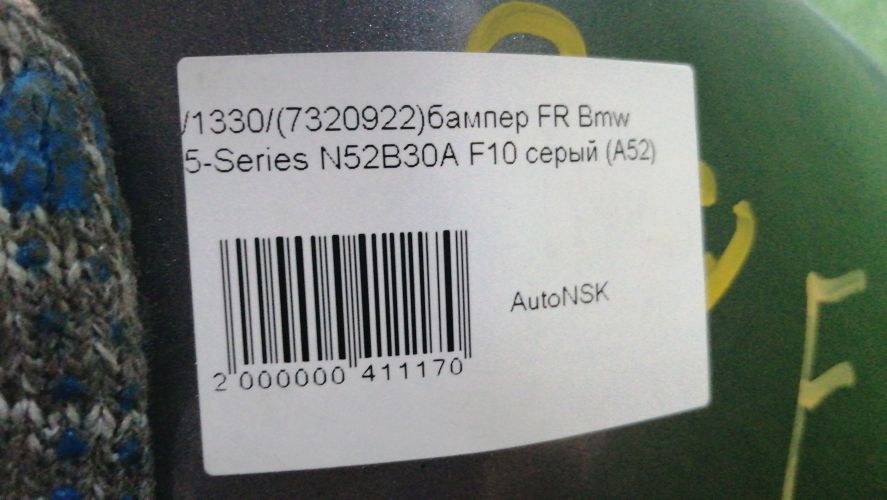 /1330/(7320922)бампер FR Bmw
5-Series N52B30A F10 серый (A52)
AutoNSK
2 000000 411170